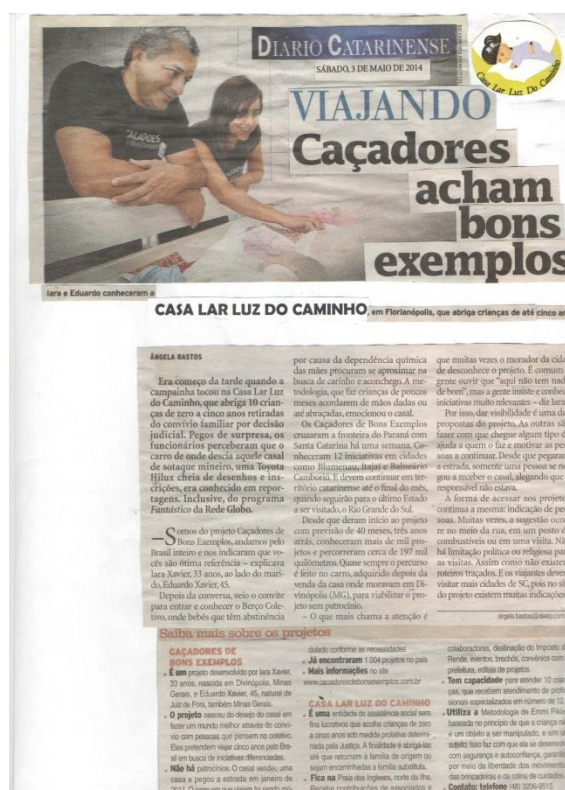 DIÁRIO CATARINENSE
SÁBADO, 3 DE MAIO DE 2014
Casa Lar Luz Do Caminho
VIAJANDO
Caçadores
acham
bons
exemplos
CAÇADORES
Iara e Eduardo conheceram a
CASA LAR LUZ DO CAMINHO, em Florianópolis, que abriga crianças de até cinco an
ÂNGELA BASTOS
Era começo da tarde quando a
campainha tocou na Casa Lar Luz
do Caminho, que abriga 10 crian-
ças de zero a cinco anos retiradas
do convívio familiar por decisão
judicial. Pegos de surpresa, os
funcionários perceberam que o
carro de onde descia aquele casal
de sotaque mineiro, uma Toyota
Hilux cheia de desenhos e ins-
crições, era conhecido em repor-
tagens. Inclusive, do programa
Fantástico da Rede Globo.
— Somos do projeto Caçadores de
Bons Exemplos, andamos pelo
Brasil inteiro e nos indicaram que vo-
cês são ótima referência – explicava
Iara Xavier, 33 anos, ao lado do mari-
do, Eduardo Xavier, 45.
Depois da conversa, veio o convite
para entrar e conhecer o Berço Cole-
tivo, onde bebês que têm abstinência
por causa da dependência química
das mães procuram se aproximar na
busca de carinho e aconchego. A me-
todologia, que faz crianças de poucos
meses acordarem de mãos dadas ou
até abraçadas, emocionou o casal.
Os Caçadores de Bons Exemplos
cruzaram a fronteira do Paraná com
Santa Catarina há uma semana. Co-
nheceram 12 iniciativas em cidades
como Blumenau, Itajaí e Balneário
Camboriú. E devem continuar em ter-
ritório catarinense até o final do mês,
quando seguirão para o último Estado
a ser visitado, o Rio Grande do Sul.
Desde que deram início ao projeto
com previsão de 40 meses, três anos
atrás, conheceram mais de mil pro-
jetos e percorreram cerca de 197 mil
quilômetros. Quase sempre o percurso
é feito no carro, adquirido depois da
venda da casa onde moravam em Di-
vinópolis (MG), para viabilizar o pro-
jeto sem patrocínio.
– O que mais chama a atenção é
que muitas vezes o morador da cida
de desconhece o projeto. É comum
gente ouvir que "aqui não tem nad
de bom", mas a gente insiste e conhec
iniciativas muito relevantes – diz Iara
Por isso, dar visibilidade é uma da
propostas do projeto. As outras sã
fazer com que chegue algum tipo d
ajuda a quem o faz e motivar as pes
soas a continuar. Desde que pegaram
a estrada, somente uma pessoa se ne
gou a receber o casal, alegando que
responsável não estava.
A forma de acessar aos projeto
continua a mesma: indicação de pes
soas. Muitas vezes, a sugestão ocor
re no meio da rua, em um posto d
combustíveis ou em uma visita. Nã
há limitação política ou religiosa par
as visitas. Assim como não existem
roteiros traçados. E os viajantes devem
visitar mais cidades de SC, pois no si
do projeto existem muitas indicações
Saiba mais sobre os projetos
CAÇADORES DE
BONS EXEMPLOS
É um projeto desenvolvido por Iara Xavier,
33 anos, nascida em Divinópolis, Minas
Gerais, e Eduardo Xavier, 45, natural de
Juiz de Fora, também Minas Gerais.
O projeto nasceu do desejo do casal em
fazer um mundo melhor através do conví-
vio com pessoas que pensem no coletivo.
Eles pretendem viajar cinco anos pelo Bra-
sil em busca de iniciativas diferenciadas.
Não há patrocínios. O casal vendeu uma
casa e pegou a estrada em janeiro de
dulado conforme as necessidades
Já encontraram 1.004 projetos no país
Mais informações no site
www.cacadoresdebonsexemplos.com.br
CASA LAR LUZ DO CAMINHO
É uma entidade de assistência social sem
fins lucrativos que acolhe crianças de zero
a cinco anos sob medida protetiva determi-
nada pela Justiça. A finalidade é abrigá-las
até que retornem à família de origem ou
sejam encaminhadas a família substituta.
Fica na Praia dos Ingleses, norte da Ilha.
Recebe contribuições de associados e
colaboradores, destinação do Imposto d
Renda, eventos, brechós, convênios com
prefeitura, editais de projetos.
Tem capacidade para atender 10 crian
ças, que recebem atendimento de profis
sionais especializados em número de 12
Utiliza a Metodologia de Emmi Pikler
baseada no princípio de que a criança nã
é um objeto a ser manipulado, e sim um
sujeito. Isso faz com que ela se desenvolv
com segurança e autoconfiança, garanti
por meio da liberdade dos movimentos
das brincadeiras e da rotina de cuidados.
Contato: telefone (48) 3206-9515